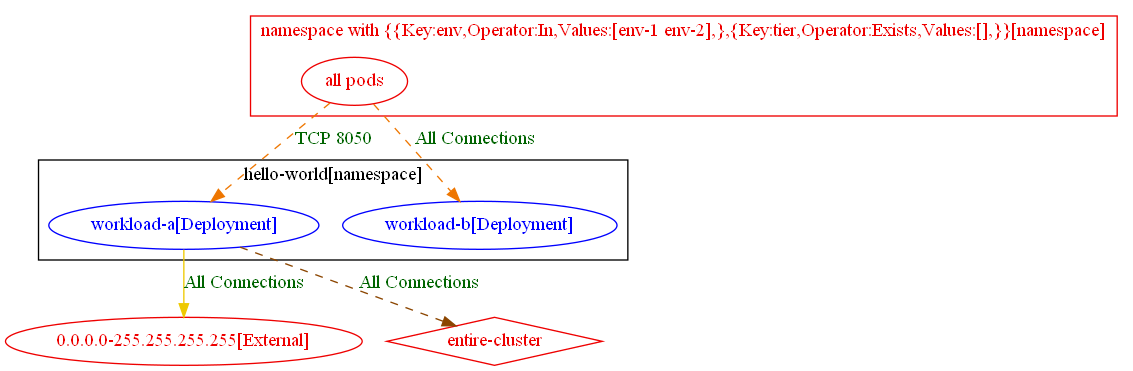 namespace with {{Key:env,Operator:In,Values:[env-1 env-2],},{Key:tier,Operator:Exists,Values:[],}}[namespace]
all pods
TCP 8050
All Connections
hello-world[namespace]
workload-a[Deployment]
workload-b[Deployment]
All Connections
All Connections
0.0.0.0-255.255.255.255[External]
entire-cluster